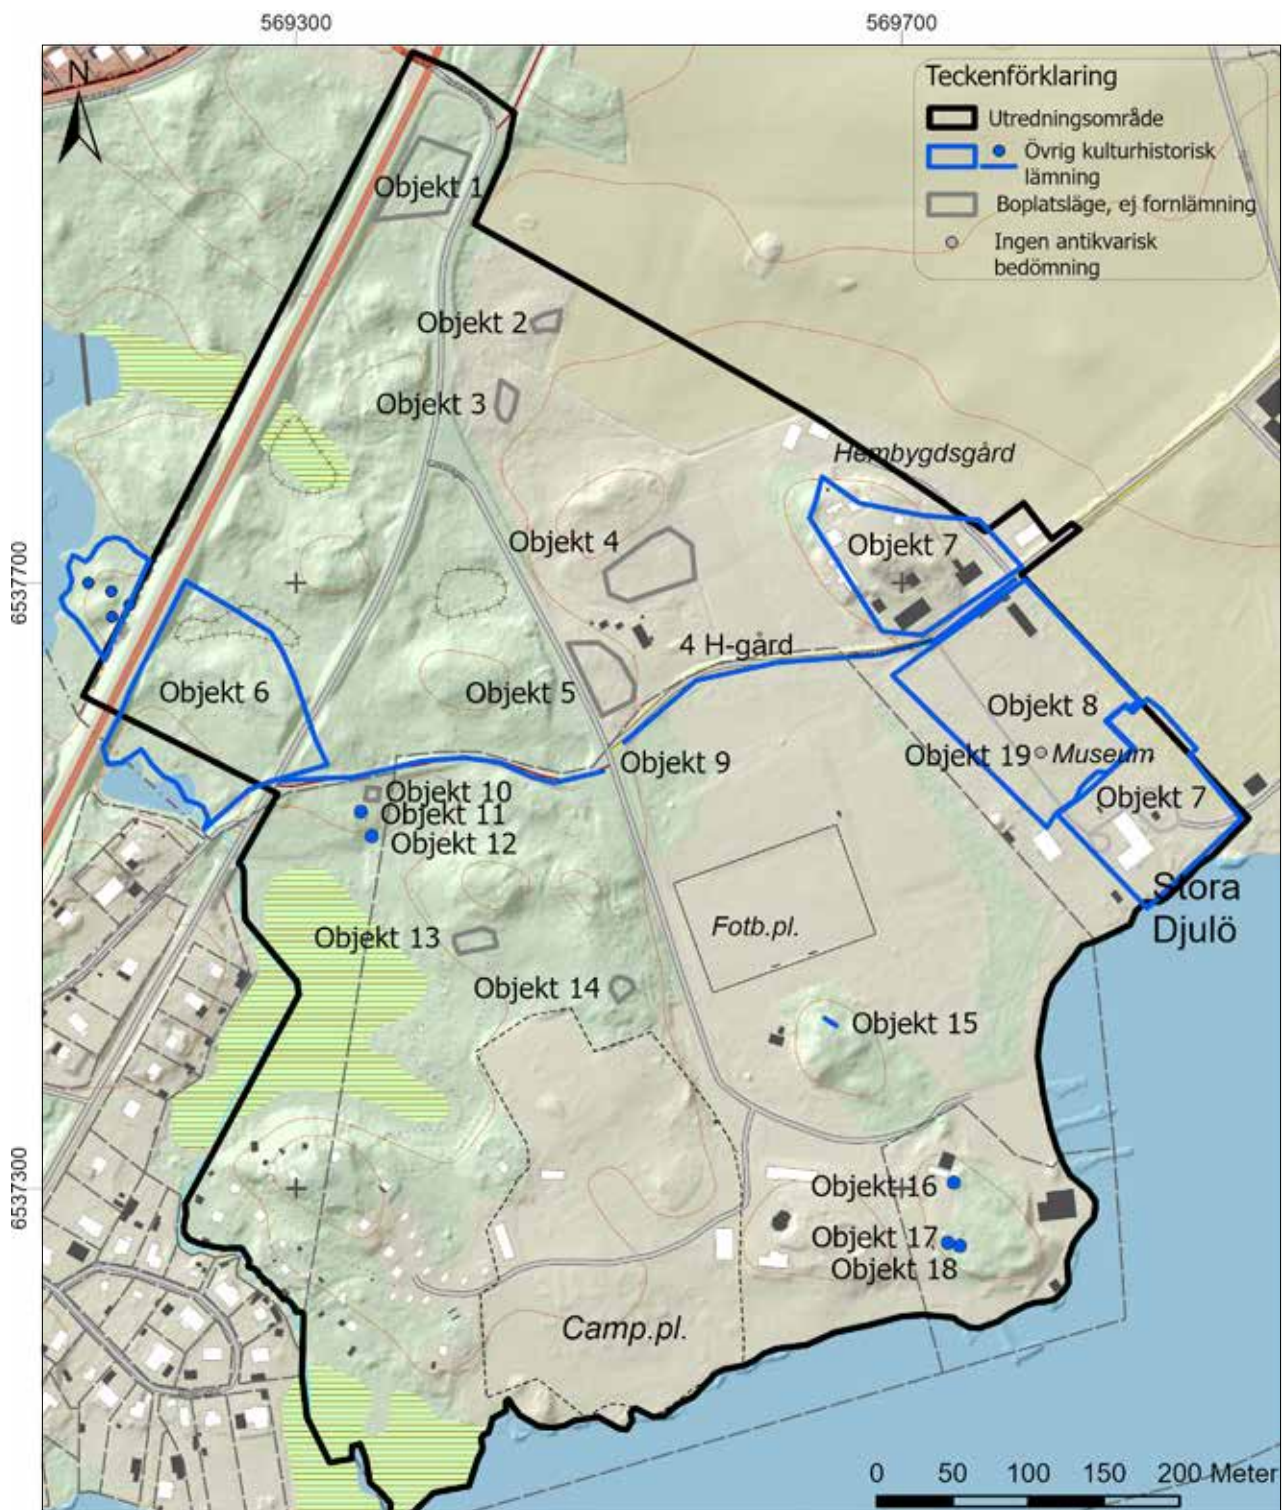 569300
569700
N
Teckenförklaring
Utredningsområde
Övrig kulturhistorisk
lämning
Boplatsläge, ej fornlämning
Ingen antikvarisk
bedömning
Objekt 1
Objekt 2
Objekt 3
Hembygdsgård
Objekt 4
Objekt 7
6537700
4 H-gård
Objekt 6
Objekt 5
Objekt 8
Objekt 9
Objekt 19
Museum
Objekt 10
Objekt 11
Objekt 12
Objekt 7
Stora
Djulö
Fotb.pl.
Objekt 13
Objekt 14
Objekt 15
6537300
Objekt 16
Objekt 17
Objekt 18
Camp.pl.
0 50 100 150 200 Meter